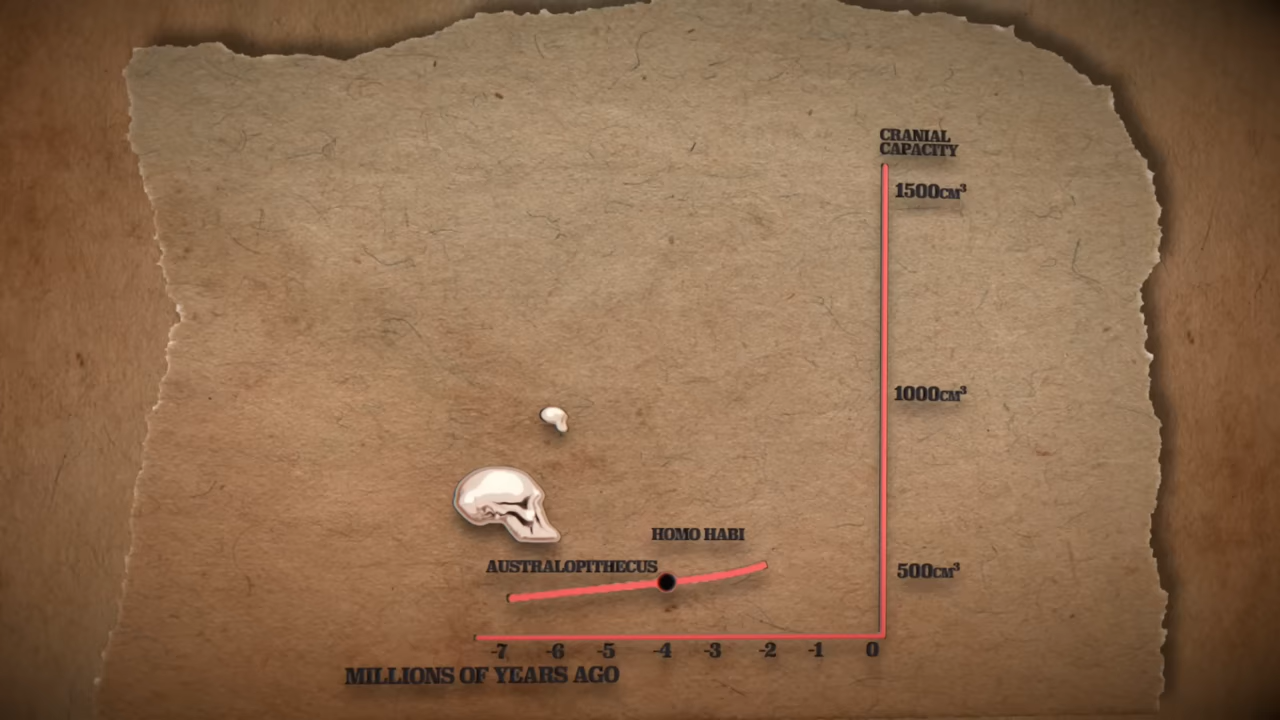 CRANIAL
CAPACITY
1500CM³
1000CM³
HOMO HABI
AUSTRALOPITHECUS
500CM³
-7 -6 -5 -4 -3 -2 -1 0
MILLIONS OF YEARS AGO